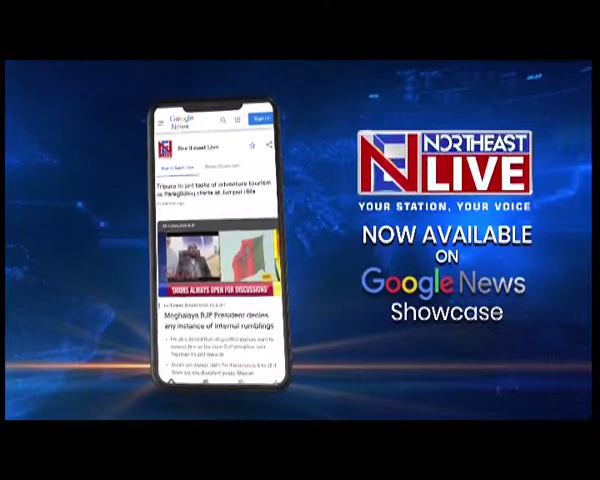 Google
News
Sign in
Northeast Live
Tripura to get taste of adventure tourism
as Paragliding starts at Jampui Hills
'DOORS ALWAYS OPEN FOR DISCUSSIONS'
Meghalaya BJP President denies
any instance of internal rumblings
NE
NORTHEAST
LIVE
YOUR STATION, YOUR VOICE
NOW AVAILABLE
ON
Google News
Showcase